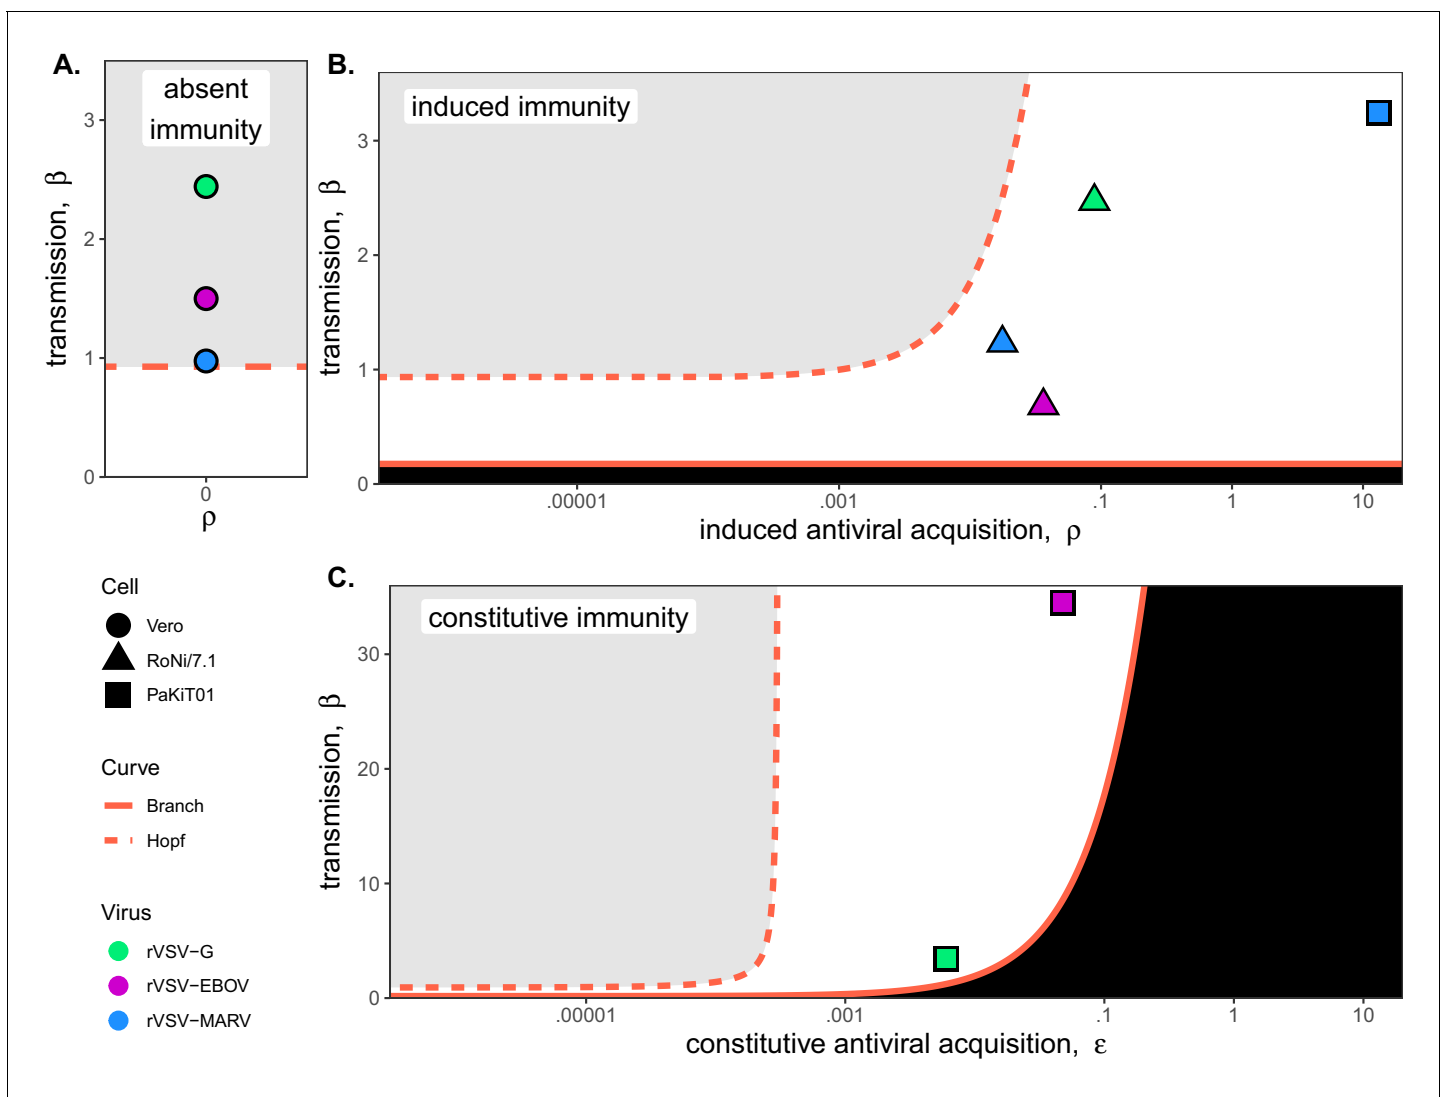 A.
absent
immunity
transmission, β
3
2
1
0
0
ρ
B.
induced immunity
transmission, β
3
2
1
0
.00001
.001
.1
1
10
induced antiviral acquisition, ρ
Cell
Vero
RoNi/7.1
PaKiT01
Curve
Branch
Hopf
Virus
rVSV−G
rVSV−EBOV
rVSV−MARV
C.
constitutive immunity
transmission, β
30
20
10
0
.00001
.001
.1
1
10
constitutive antiviral acquisition, ε